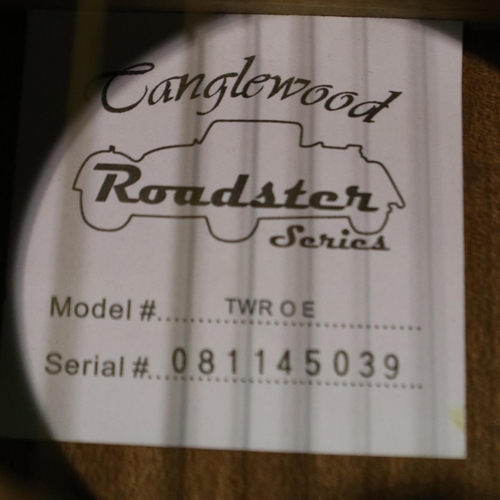 Tanglewood
Roadster
Series
Model #.......... TWR O E ..........
Serial #.. 081145039 ..